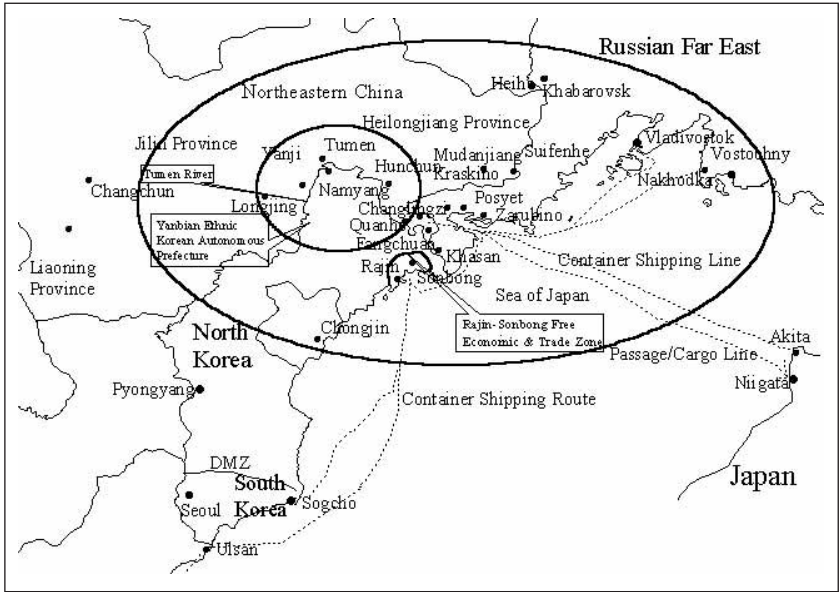 Russian Far East
Heihe
Khabarovsk
Northeastern China
Heilongjiang Province
Jilin Province
Tumen
Yanji
Mudanjiang
Suifenhe
Vladivostok
Vostochny
Tumen River
Hunchun
Kraskino
Nakhodka
Changchun
Namyang
Longjing
Changlingzi
Posyet
Zarubino
Yanbian Ethnic
Korean Autonomous
Prefecture
Quanhe
Fangchuan
Khasan
Container Shipping Line
Liaoning
Province
Rajin
Sonbong
Sea of Japan
North
Korea
Chongjin
Rajin-Sonbong Free
Economic & Trade Zone
Akita
Passage/Cargo Line
Niigata
Pyongyang
Container Shipping Route
DMZ
Japan
South
Korea
Seoul
Sogcho
Ulsan